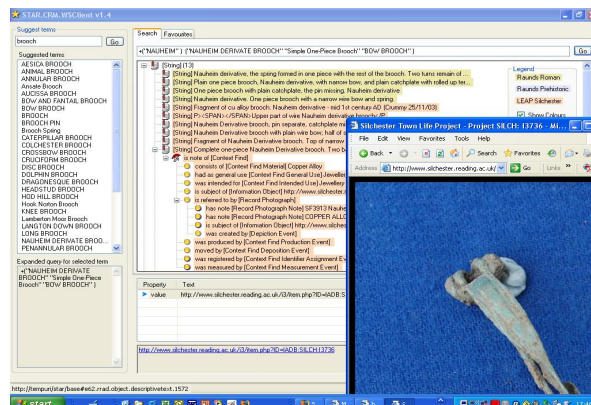 STAR.CRM.WSClient v1.4
Suggest terms
brooch
Go
Suggested terms
AESICA BROOCH
ANIMAL BROOCH
ANNULAR BROOCH
Ansate Brooch
AUCISSA BROOCH
BOW AND FANTAIL BROOCH
BOW BROOCH
BROOCH
BROOCH PIN
Brooch Spring
CATERPILLAR BROOCH
COLCHESTER BROOCH
CROSSBOW BROOCH
CRUCIFORM BROOCH
DISC BROOCH
DOLPHIN BROOCH
DRAGONESQUE BROOCH
HEADSTUD BROOCH
HOD HILL BROOCH
Hook Norton Brooch
KNEE BROOCH
Lamberton Moor Brooch
LANGTON DOWN BROOCH
LONG BROOCH
NAUHEIM DERIVATIVE BROO...
PENANNULAR BROOCH
Expanded query for selected term
+("NAUHEIM DERIVATIVE
BROOCH" "Simple One-Piece
Brooch" "BOW BROOCH" )
Search
Favourites
+("NAUHEIM" ) ("NAUHEIM DERIVATE BROOCH" "Simple One-Piece Brooch" "BOW BROOCH" )
Go
[String] (13)
[String] Nauheim derivative, the spring formed in one piece with the rest of the brooch. Two turns remain of ...
[String] Plain one piece brooch, Nauheim derivative, with narrow bow, and plain catchplate with rolled up ter...
[String] One piece brooch with plain catchplate, the pin missing. Nauheim derivative
[String] Nauheim derivative. One piece brooch with a narrow wire bow and spring.
[String] Fragment of cu alloy brooch. Nauheim derivative - mid 1st century AD (Crummy 25/11/03)
[String] P><SPAN></SPAN>Upper part of wire Nauheim derivative brooch</P
[String] Nauheim Derivative brooch, pin separate, catchplate mis
[String] Nauheim Derivative brooch with plain wire bow; half of s
[String] Fragment of Nauheim Derivative brooch. Top of narrow
[String] Complete one-piece Nauheim Derivative brooch. Two b
is note of [Context Find]
consists of [Context Find Material] Copper Alloy
had as general use [Context Find General Use] Jeweller
was intended for [Context Find Intended Use] Jewellery
is subject of [Information Object] http://www.silchester
is referred to by [Record Photograph]
has note [Record Photograph Note] SF3913 Nauhe
has note [Record Photograph Note] COPPER ALLO
is subject of [Information Object] http://www.silches
was created by [Depiction Event]
was produced by [Context Find Production Event]
moved by [Context Find Deposition Event]
was registered by [Context Find Identifier Assignment E
was measured by [Context Find Measurement Event]
Legend
Raunds Roman
Raunds Prehistoric
LEAP Silchester
Show Colours
Property
Text
value
http://www.silchester.reading.ac.uk/i3/item.php?ID=IADB:S
http://www.silchester.reading.ac.uk/i3/item.php?ID=IADB:SILCH:I3736
Silchester Town Life Project - Project SILCH: I3736 - Mi...
File Edit View Favorites Tools Help
Back
Search
Favorites
Address
http://www.silchester.reading.ac.uk/
Go
Links
http://tempuri/star/base#e62.rrad.object.descriptivetext.1572
start